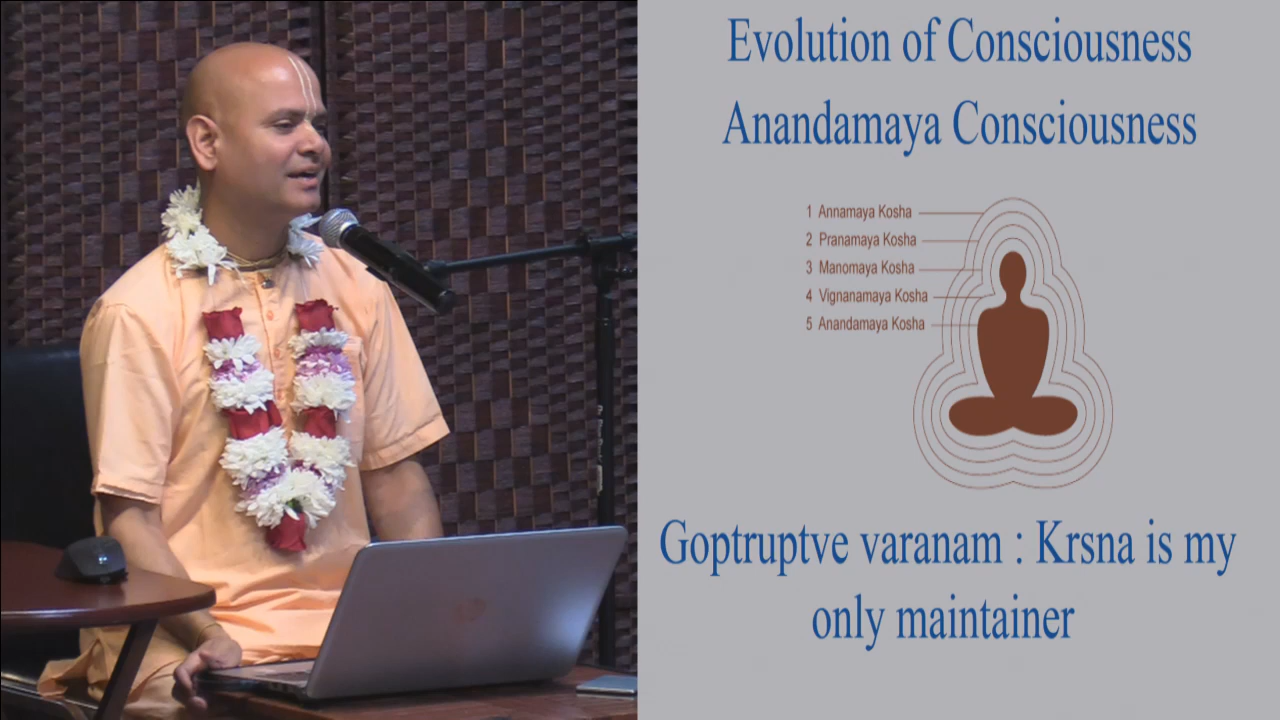 Evolution of Consciousness
Anandamaya Consciousness
1 Annamaya Kosha
2 Pranamaya Kosha
3 Manomaya Kosha
4 Vignanamaya Kosha
5 Anandamaya Kosha
Goptruptve varanam : Krsna is my
only maintainer